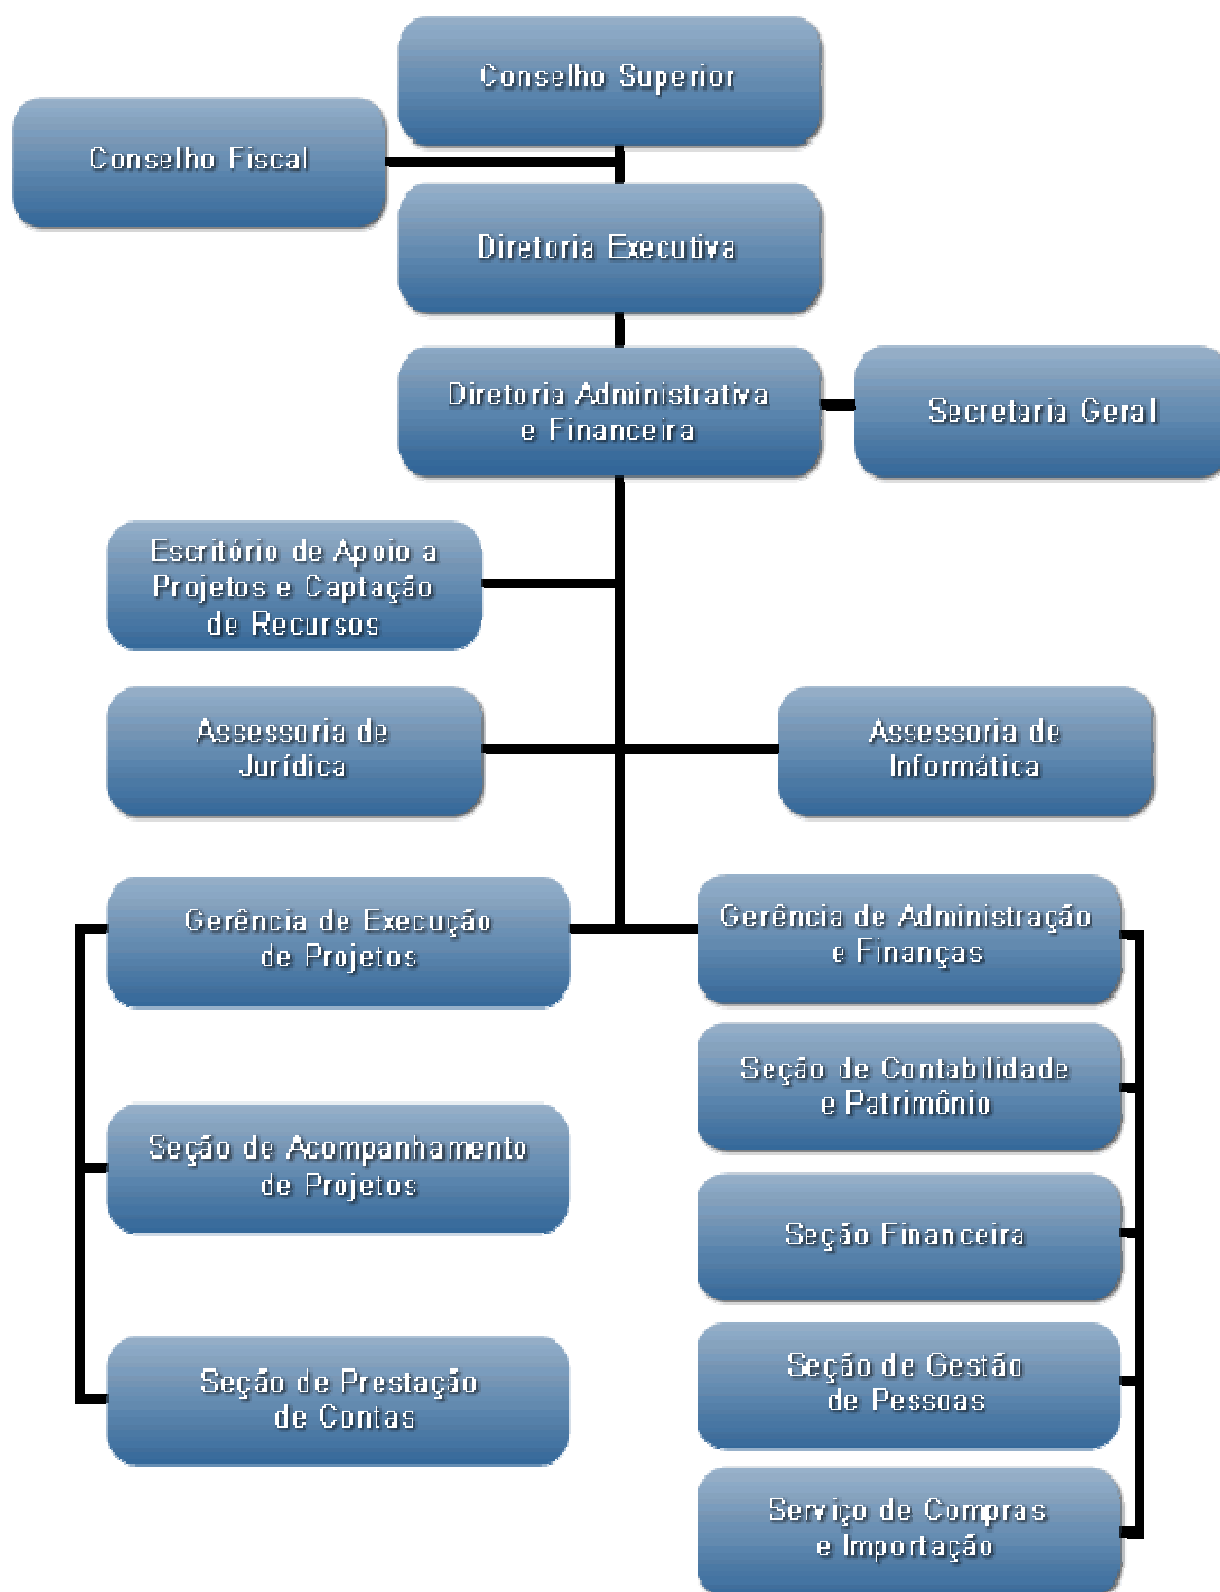 Conselho Superior
Conselho Fiscal
Diretoria Executiva
Diretoria Administrativa
e Financeira
Secretaria Geral
Escritório de Apoio a
Projetos e Captação
de Recursos
Assessoria de
Jurídica
Assessoria de
Informática
Gerência de Execução
de Projetos
Gerência de Administração
e Finanças
Seção de Contabilidade
e Patrimônio
Seção de Acompanhamento
de Projetos
Seção Financeira
Seção de Prestação
de Contas
Seção de Gestão
de Pessoas
Serviço de Compras
e Importação